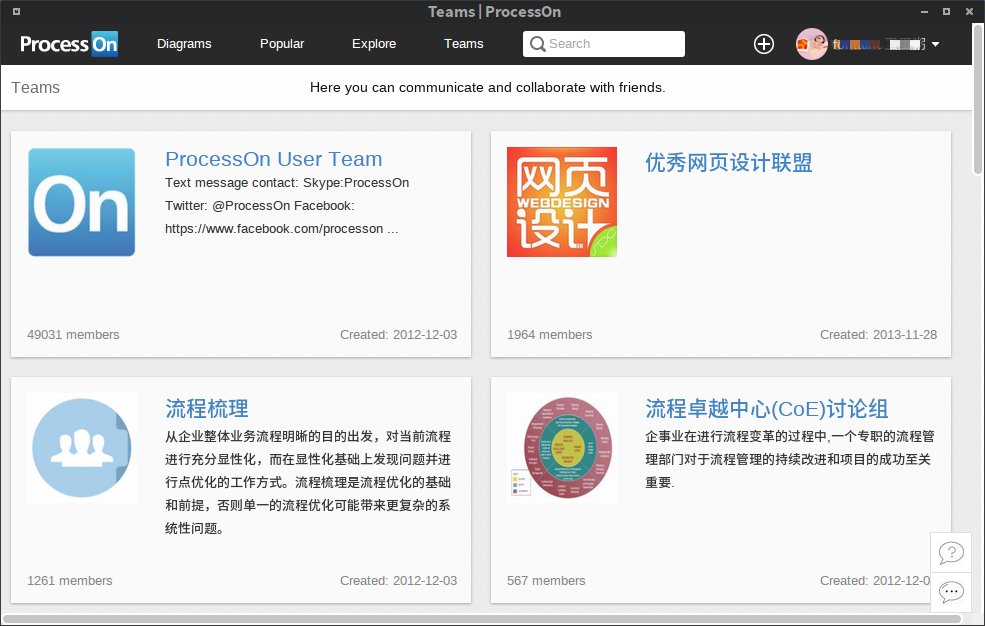 Teams | ProcessOn
ProcessOn Diagrams Popular Explore Teams Search
Teams Here you can communicate and collaborate with friends.
On
ProcessOn User Team
Text message contact: Skype:ProcessOn
Twitter: @ProcessOn Facebook:
https://www.facebook.com/processon ...
49031 members Created: 2012-12-03
网页
WEBDESIGN
设计
优秀网页设计联盟
1964 members Created: 2013-11-28
流程梳理
从企业整体业务流程明晰的目的出发，对当前流程
进行充分显性化，而在显性化基础上发现问题并进
行点优化的工作方式。流程梳理是流程优化的基础
和前提，否则单一的流程优化可能带来更复杂的系
统性问题。
1261 members Created: 2012-12-03
流程卓越中心(CoE)讨论组
企事业在进行流程变革的过程中,一个专职的流程管
理部门对于流程管理的持续改进和项目的成功至关
重要.
567 members Created: 2012-12-0